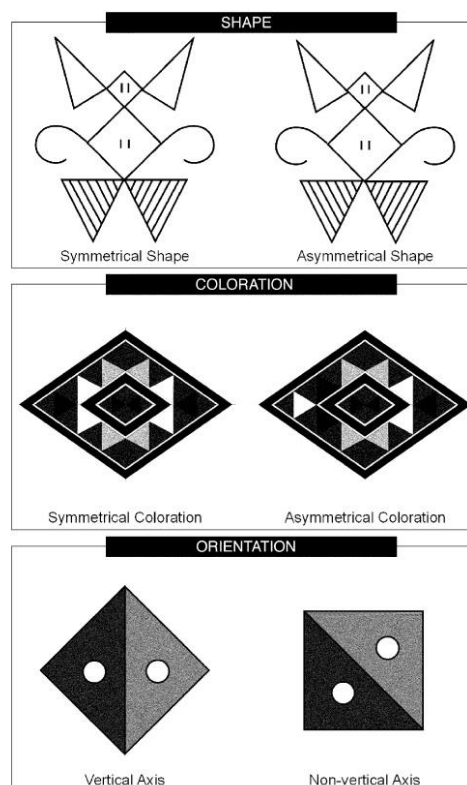 SHAPE
Symmetrical Shape
Asymmetrical Shape
COLORATION
Symmetrical Coloration
Asymmetrical Coloration
ORIENTATION
Vertical Axis
Non-vertical Axis